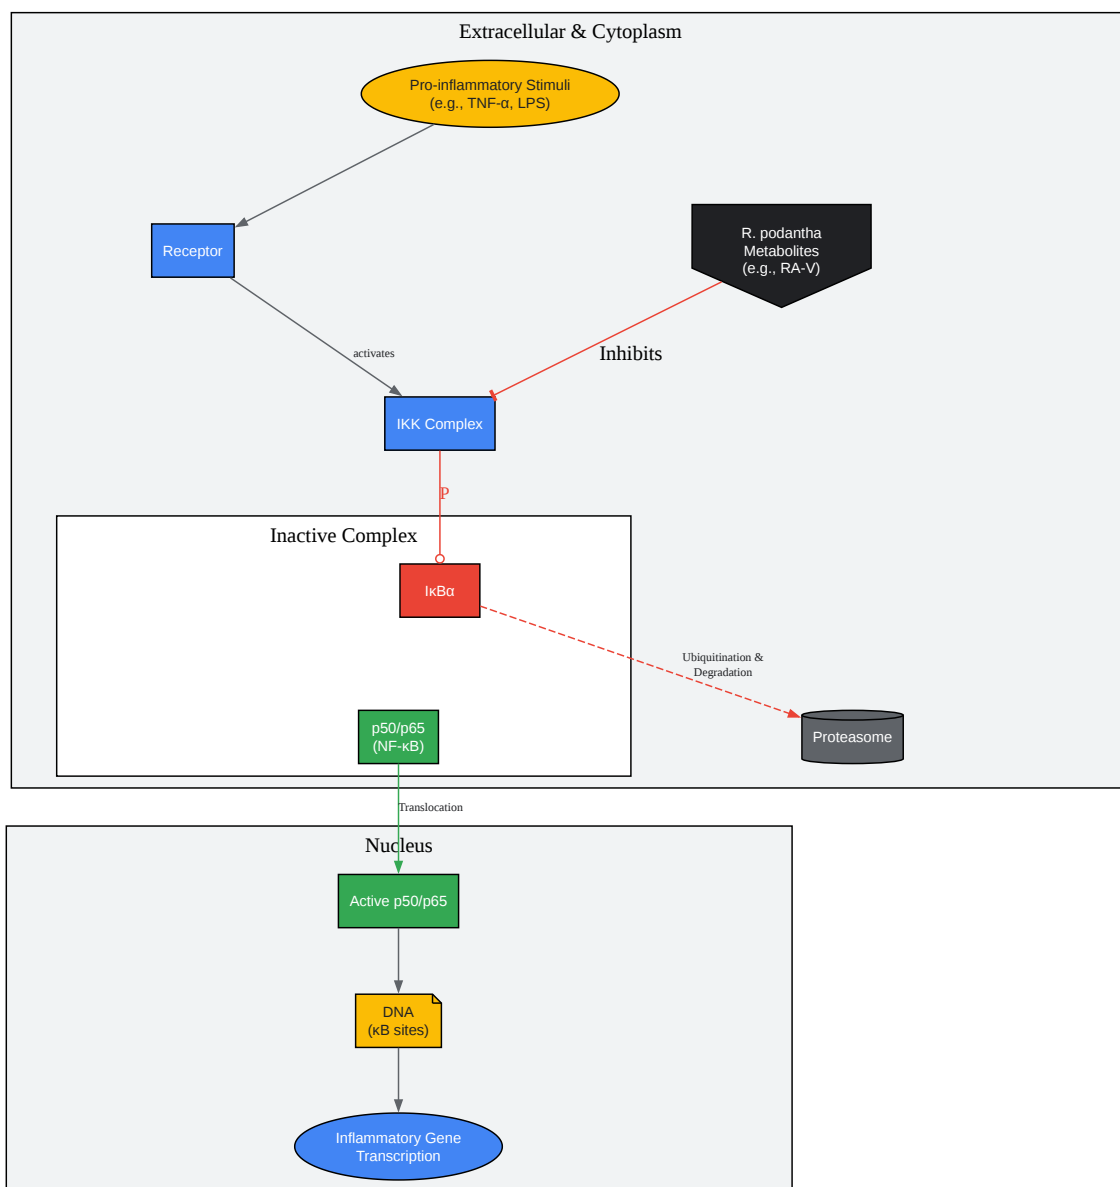 Extracellular & Cytoplasm
Pro-inflammatory Stimuli
(e.g., TNF-α, LPS)
Receptor
R. podantha
Metabolites
(e.g., RA-V)
activates
Inhibits
IKK Complex
P
Inactive Complex
IκBα
Ubiquitination &
Degradation
p50/p65
(NF-κB)
Proteasome
Translocation
Nucleus
Active p50/p65
DNA
(κB sites)
Inflammatory Gene
Transcription